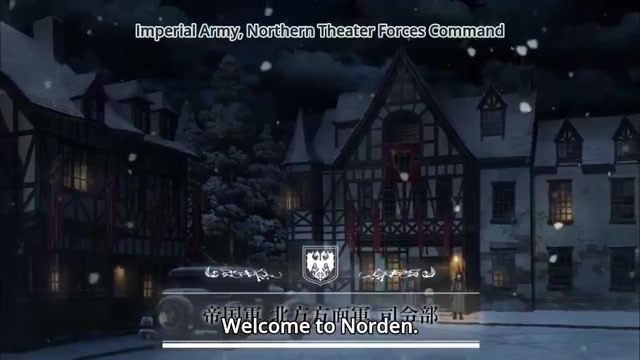 Imperial Army, Northern Theater Forces Command
帝国軍 北方方面軍 司令部
Welcome to Norden.